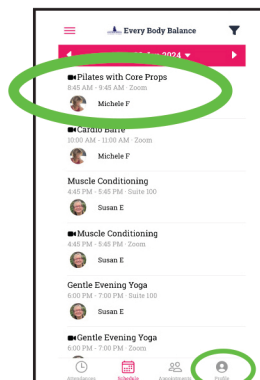 Every Body Balance
2024
Pilates with Core Props
8:45 AM - 9:45 AM · Zoom
Michele F
Cardio Barre
10:00 AM - 11:00 AM · Zoom
Michele F
Muscle Conditioning
4:45 PM - 5:45 PM · Suite 100
Susan E
Muscle Conditioning
4:45 PM - 5:45 PM · Zoom
Susan E
Gentle Evening Yoga
6:00 PM - 7:00 PM · Suite 100
Susan E
Gentle Evening Yoga
6:00 PM - 7:00 PM · Zoom
Attendances Schedule Appointments Profile